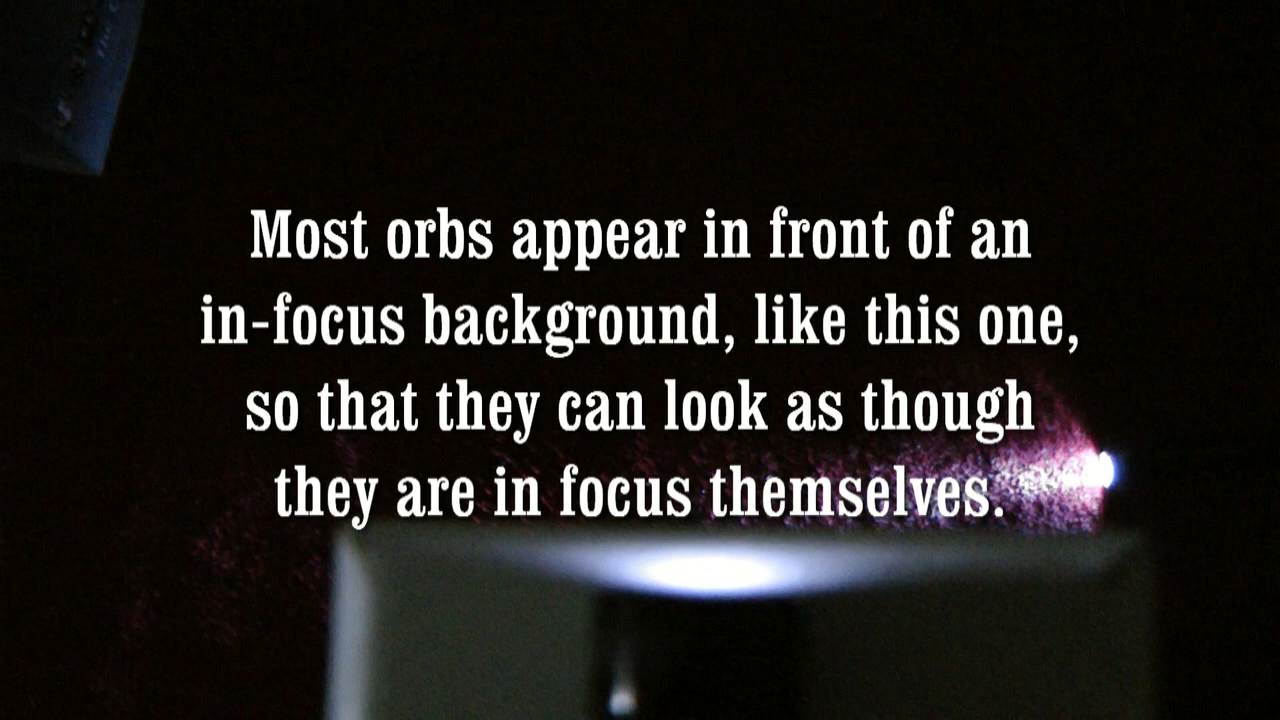 Most orbs appear in front of an
in-focus background, like this one,
so that they can look as though
they are in focus themselves.